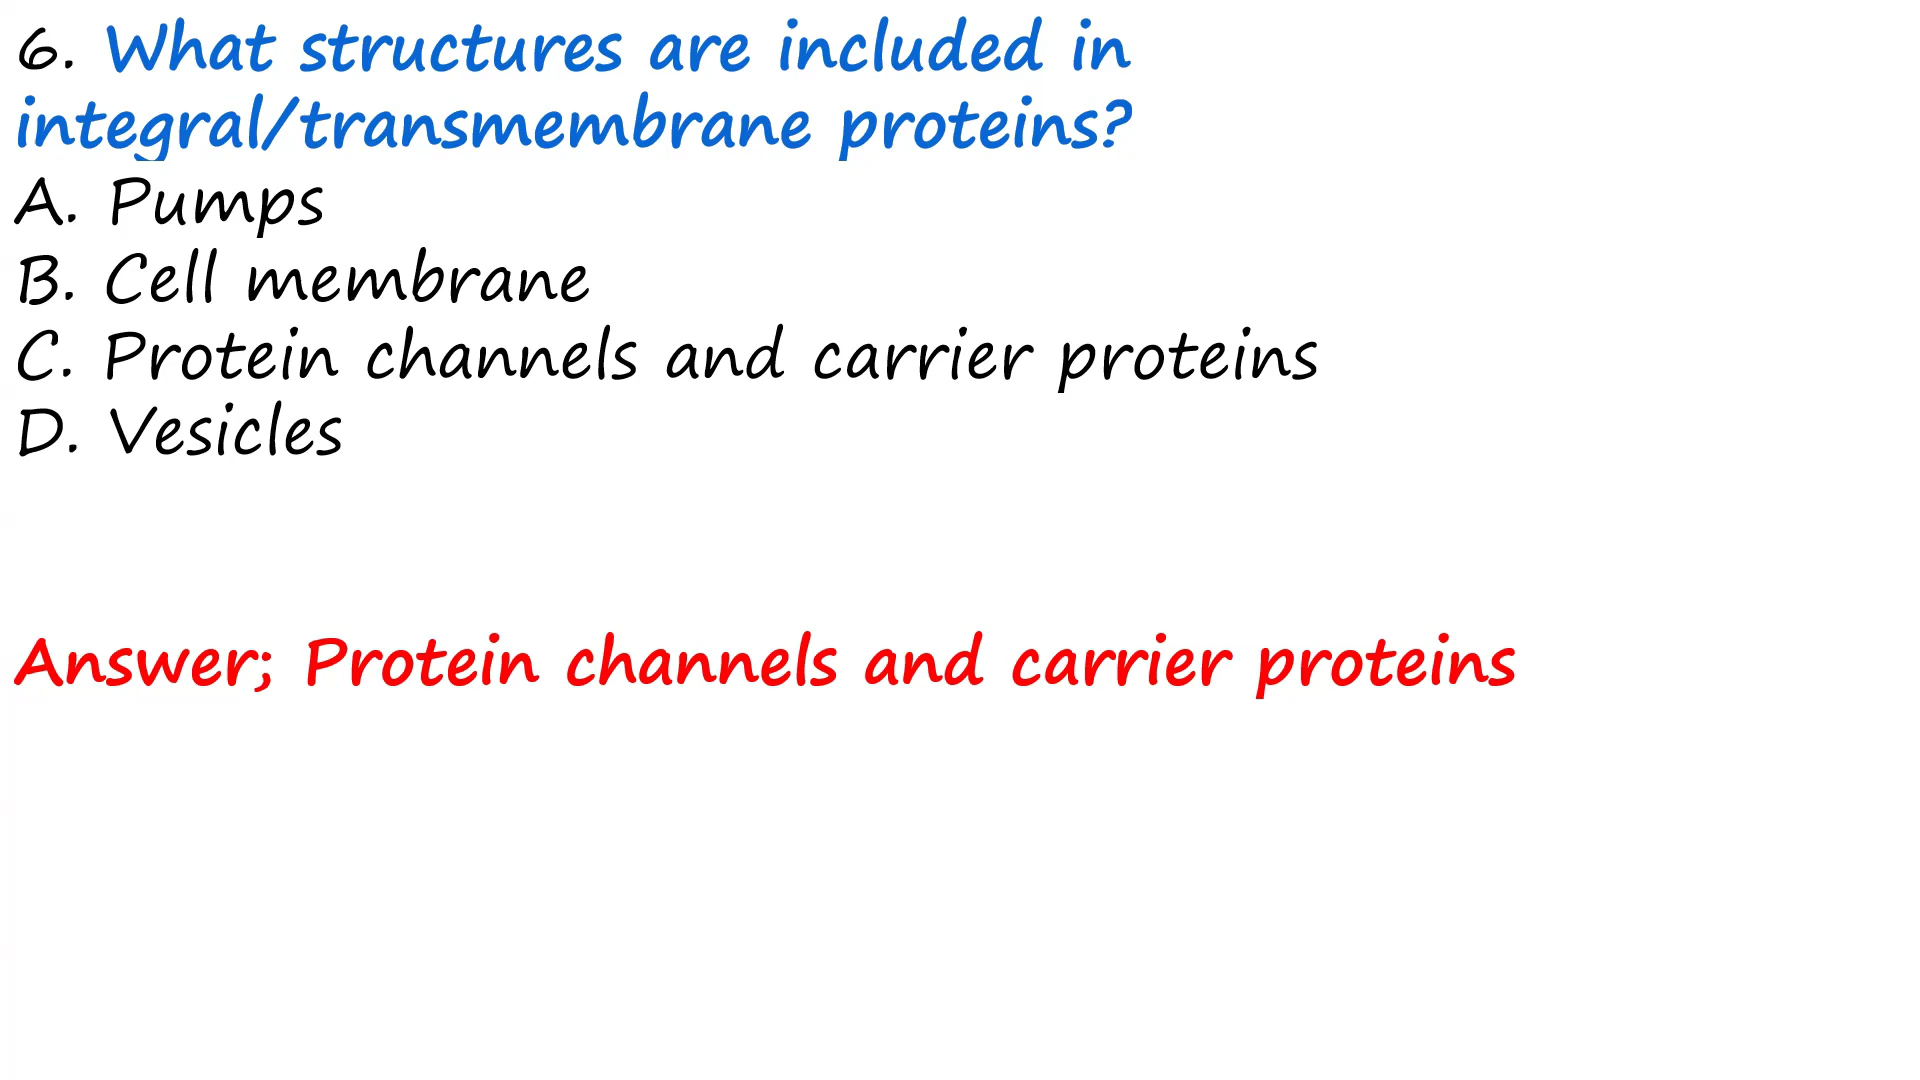 6. What structures are included in
integral/transmembrane proteins?
A. Pumps
B. Cell membrane
C. Protein channels and carrier proteins
D. Vesicles
Answer; Protein channels and carrier proteins